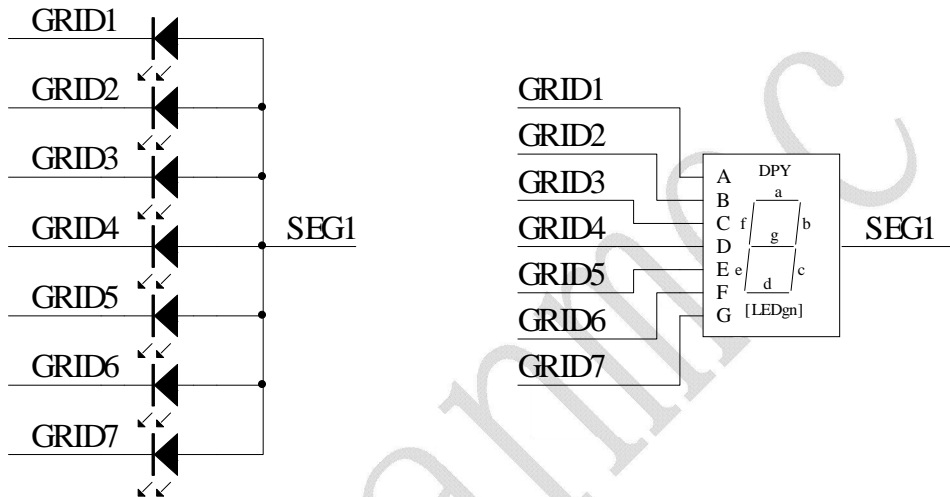 GRID1
GRID2
GRID3
GRID4
GRID5
GRID6
GRID7
SEG1
GRID1
GRID2
GRID3
GRID4
GRID5
GRID6
GRID7
A
B
C
D
E
F
G
DPY
a
f
b
g
e
c
d
[LEDgn]
SEG1